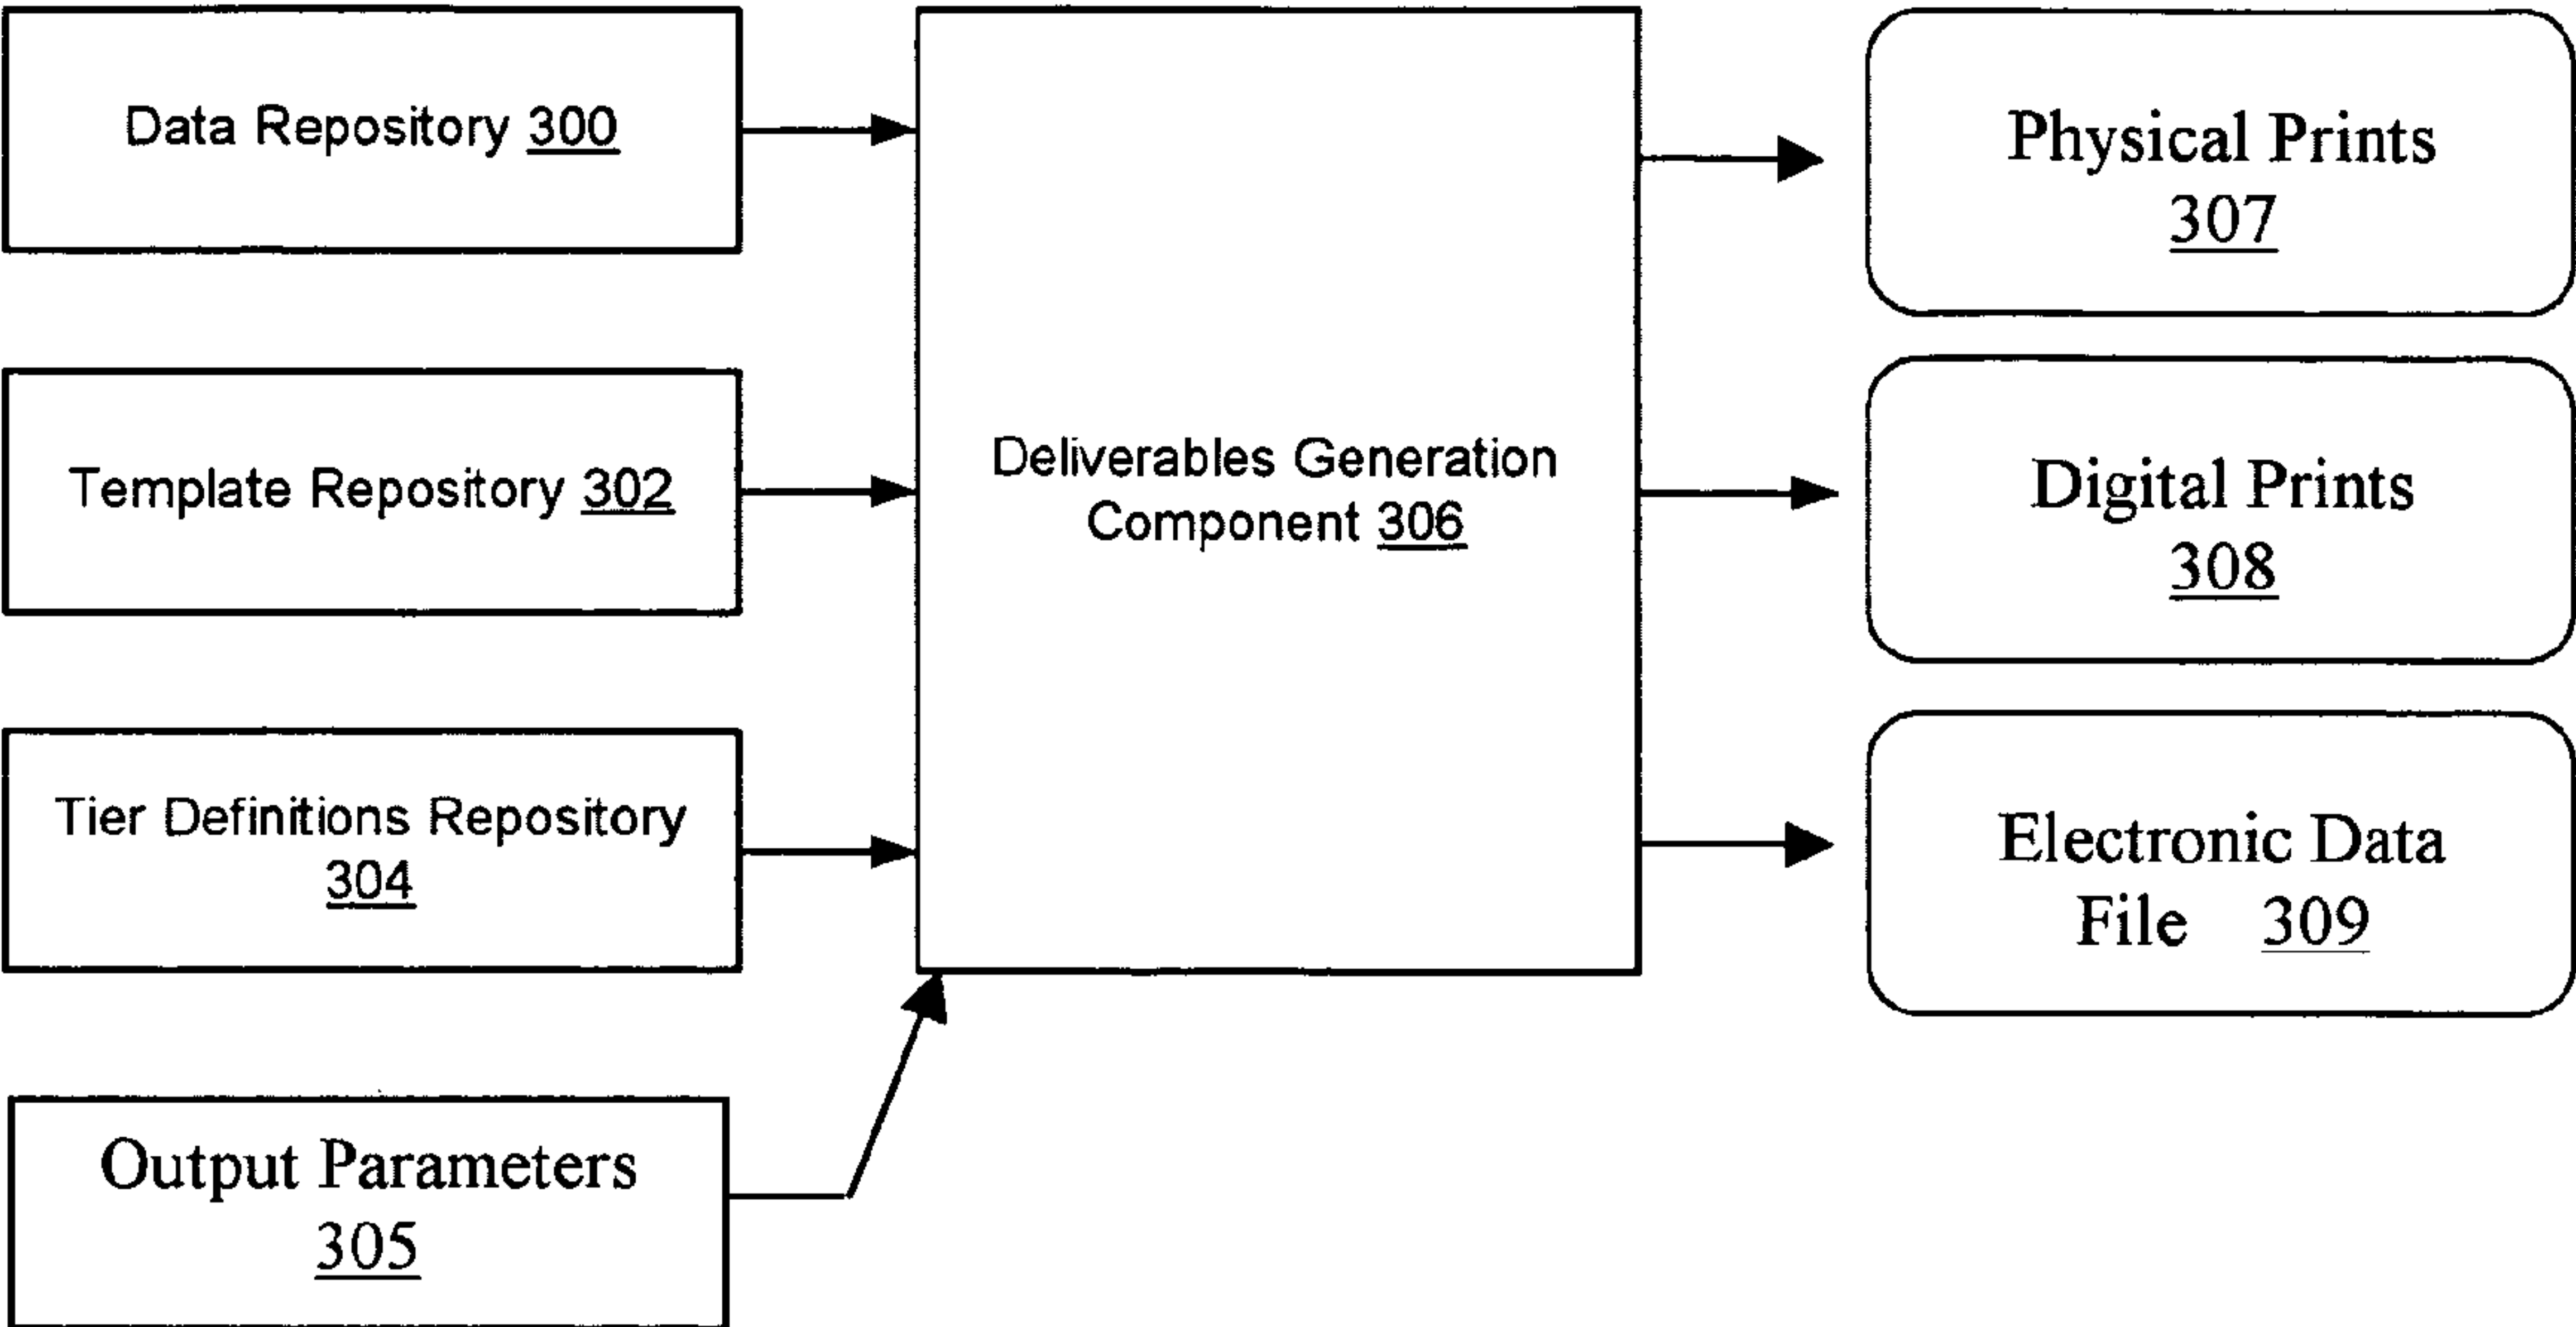 Data Repository 300
Template Repository 302
Tier Definitions Repository
304
Output Parameters
305
Deliverables Generation
Component 306
Physical Prints
307
Digital Prints
308
Electronic Data
File 309